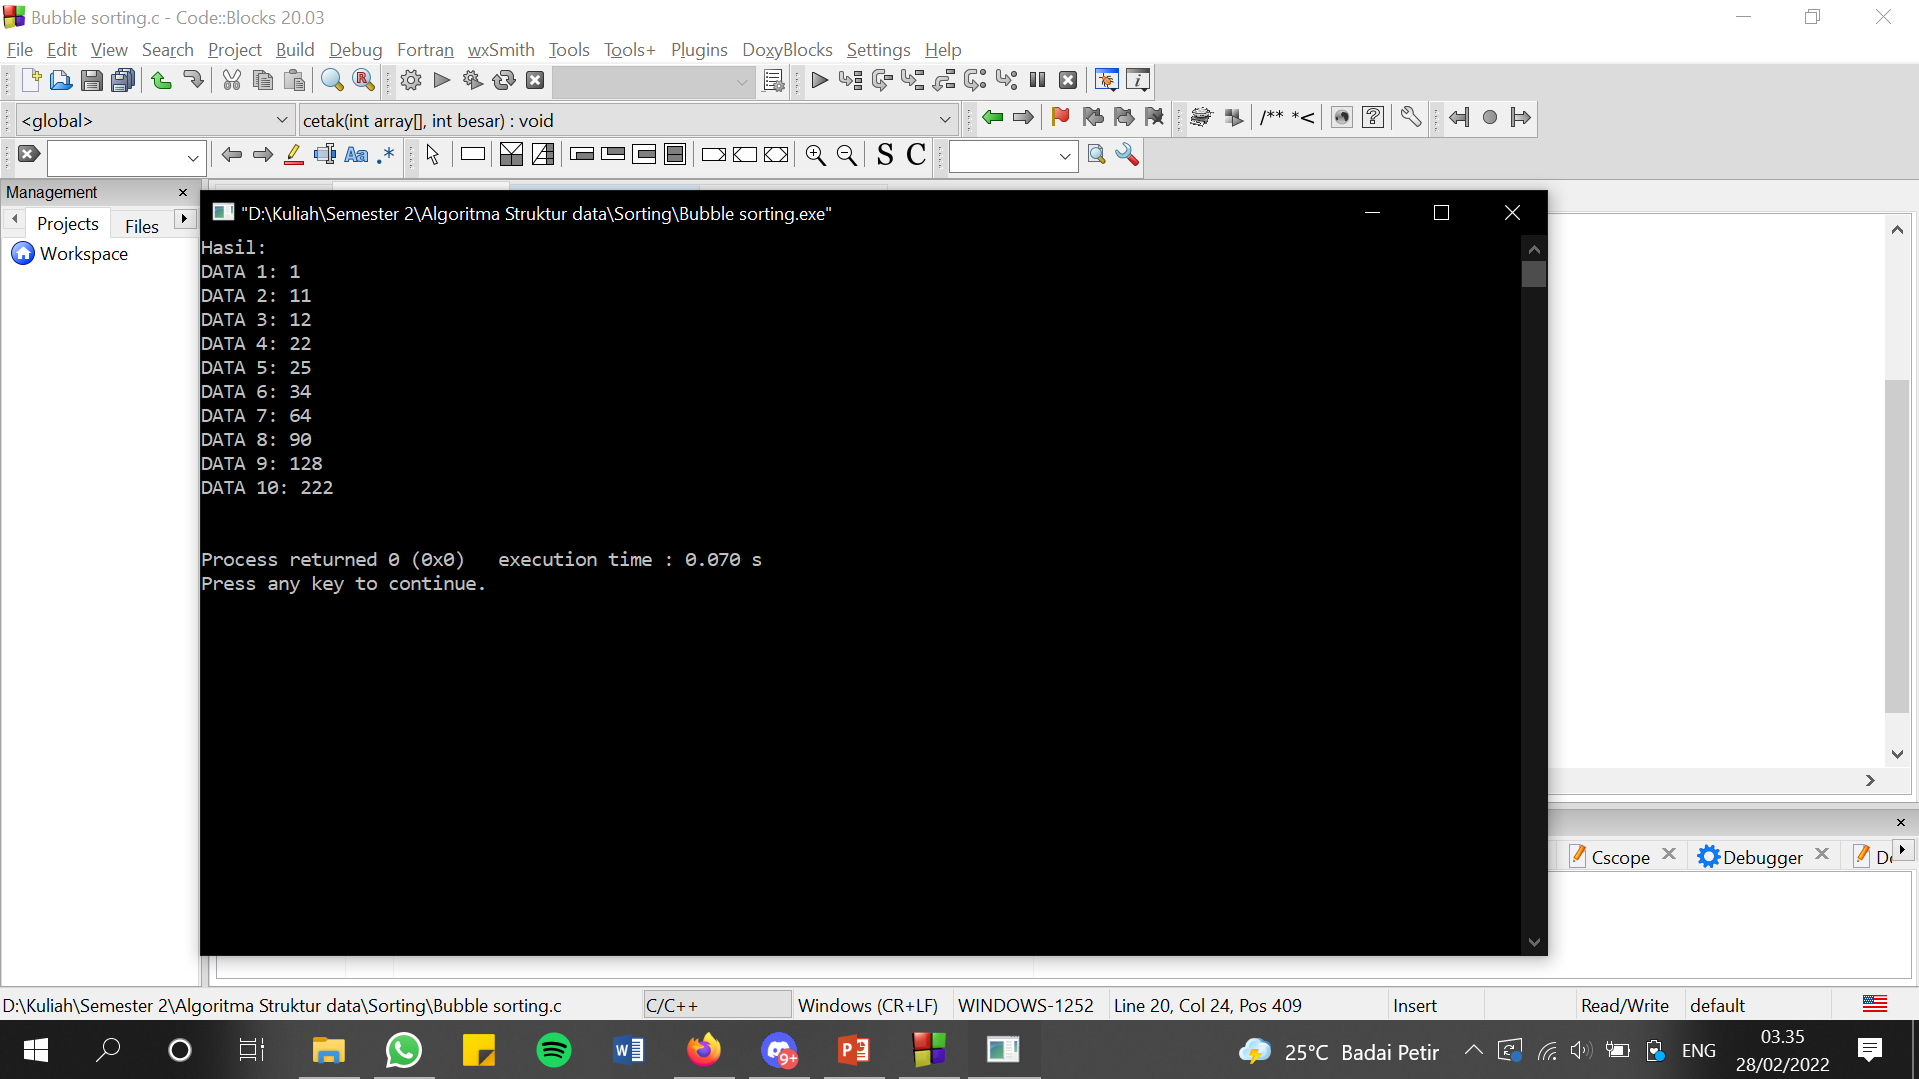 Bubble sorting.c - Code::Blocks 20.03
File Edit View Search Project Build Debug Fortran wxSmith Tools Tools+ Plugins DoxyBlocks Settings Help
<global>
cetak(int array[], int besar) : void
/** *<
Aa .*
S C
Management
Projects
Files
Workspace
"D:\Kuliah\Semester 2\Algoritma Struktur data\Sorting\Bubble sorting.exe"
Hasil:
DATA 1: 1
DATA 2: 11
DATA 3: 12
DATA 4: 22
DATA 5: 25
DATA 6: 34
DATA 7: 64
DATA 8: 90
DATA 9: 128
DATA 10: 222
Process returned 0 (0x0)   execution time : 0.070 s
Press any key to continue.
Cscope
Debugger
D:\Kuliah\Semester 2\Algoritma Struktur data\Sorting\Bubble sorting.c
C/C++
Windows (CR+LF)
WINDOWS-1252
Line 20, Col 24, Pos 409
Insert
Read/Write
default
9+
25°C Badai Petir
ENG
03.35
28/02/2022